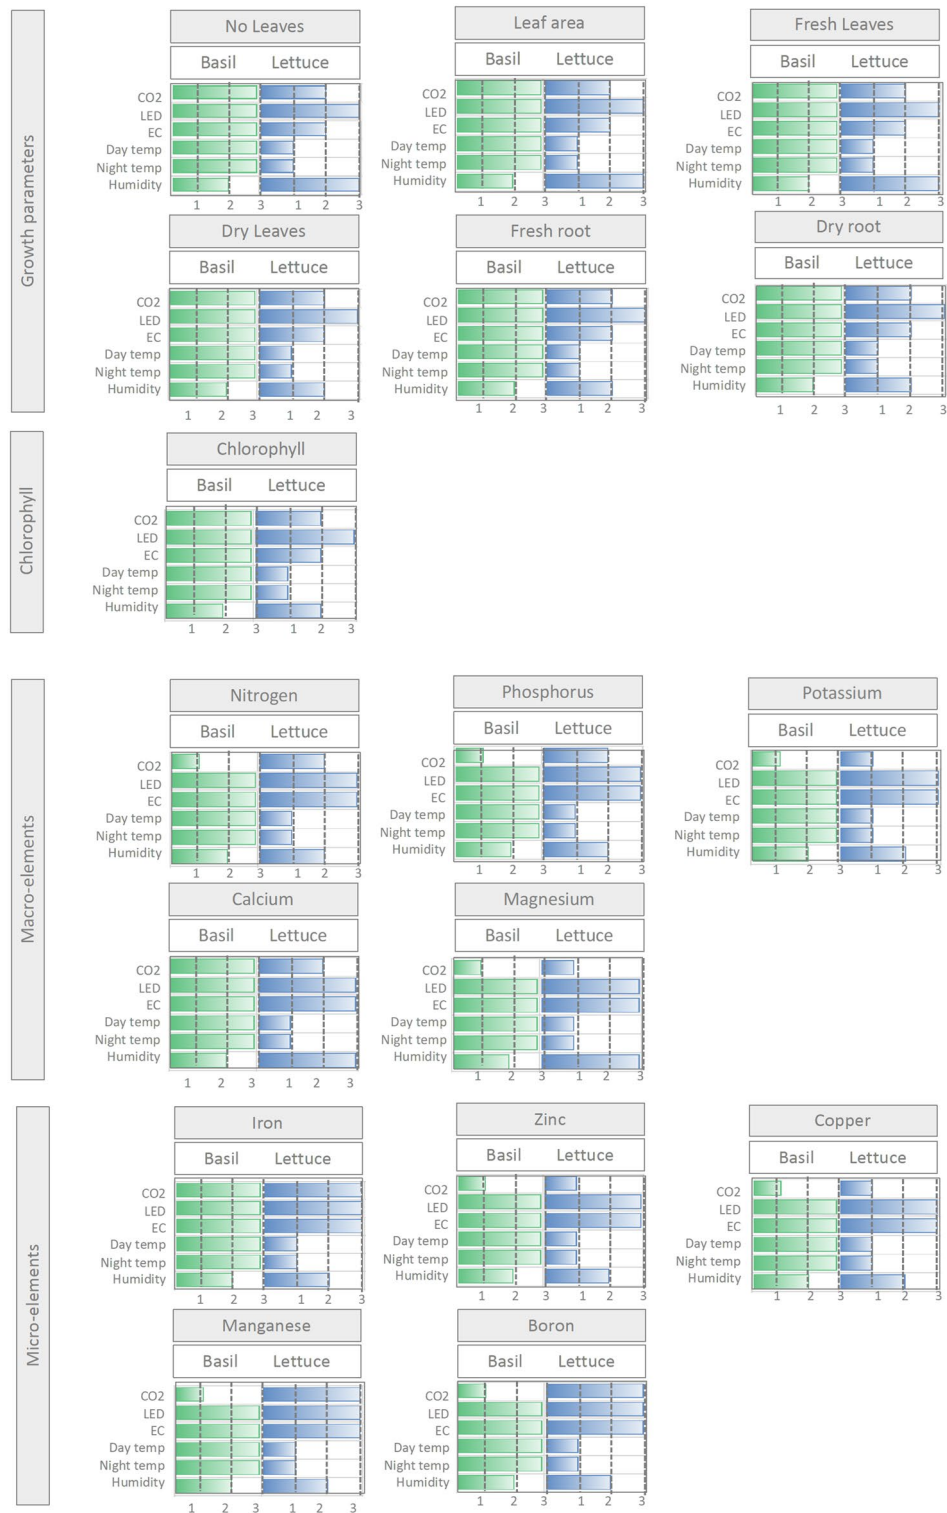 Growth parameters
No Leaves
Basil Lettuce
CO2
LED
EC
Day temp
Night temp
Humidity
1 2 3 1 2 3
Leaf area
Basil Lettuce
CO2
LED
EC
Day temp
Night temp
Humidity
1 2 3 1 2 3
Fresh Leaves
Basil Lettuce
CO2
LED
EC
Day temp
Night temp
Humidity
1 2 3 1 2 3
Dry Leaves
Basil Lettuce
CO2
LED
EC
Day temp
Night temp
Humidity
1 2 3 1 2 3
Fresh root
Basil Lettuce
CO2
LED
EC
Day temp
Night temp
Humidity
1 2 3 1 2 3
Dry root
Basil Lettuce
CO2
LED
EC
Day temp
Night temp
Humidity
1 2 3 1 2 3
Chlorophyll
Chlorophyll
Basil Lettuce
CO2
LED
EC
Day temp
Night temp
Humidity
1 2 3 1 2 3
Macro-elements
Nitrogen
Basil Lettuce
CO2
LED
EC
Day temp
Night temp
Humidity
1 2 3 1 2 3
Phosphorus
Basil Lettuce
CO2
LED
EC
Day temp
Night temp
Humidity
1 2 3 1 2 3
Potassium
Basil Lettuce
CO2
LED
EC
Day temp
Night temp
Humidity
1 2 3 1 2 3
Calcium
Basil Lettuce
CO2
LED
EC
Day temp
Night temp
Humidity
1 2 3 1 2 3
Magnesium
Basil Lettuce
CO2
LED
EC
Day temp
Night temp
Humidity
1 2 3 1 2 3
Micro-elements
Iron
Basil Lettuce
CO2
LED
EC
Day temp
Night temp
Humidity
1 2 3 1 2 3
Zinc
Basil Lettuce
CO2
LED
EC
Day temp
Night temp
Humidity
1 2 3 1 2 3
Copper
Basil Lettuce
CO2
LED
EC
Day temp
Night temp
Humidity
1 2 3 1 2 3
Manganese
Basil Lettuce
CO2
LED
EC
Day temp
Night temp
Humidity
1 2 3 1 2 3
Boron
Basil Lettuce
CO2
LED
EC
Day temp
Night temp
Humidity
1 2 3 1 2 3